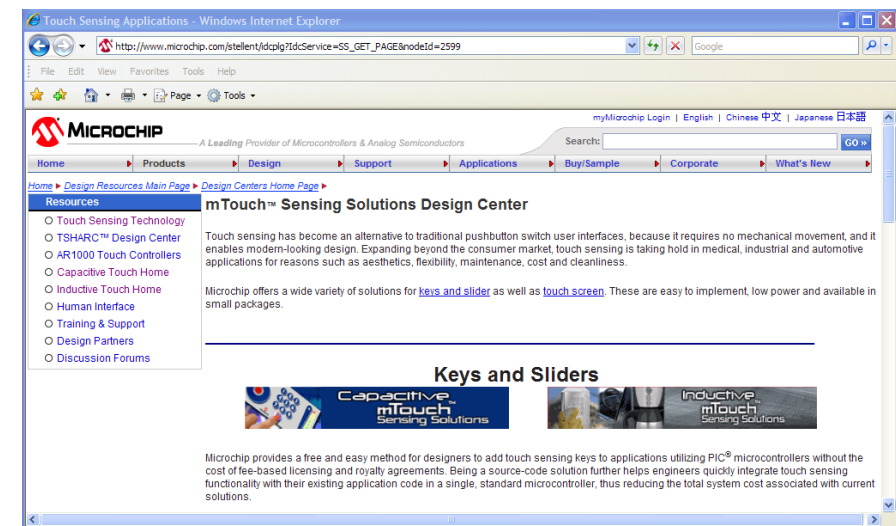 Touch Sensing Applications - Windows Internet Explorer
http://www.microchip.com/stellent/idcplg?IdcService=SS_GET_PAGE&nodeId=2599
Google
File Edit View Favorites Tools Help
Page Tools
myMicrochip Login | English | Chinese 中文 | Japanese 日本語
MICROCHIP
A Leading Provider of Microcontrollers & Analog Semiconductors
Search: GO »
Home Products Design Support Applications Buy/Sample Corporate What's New
Home Design Resources Main Page Design Centers Home Page
Resources
Touch Sensing Technology
TSHARC™ Design Center
AR1000 Touch Controllers
Capacitive Touch Home
Inductive Touch Home
Human Interface
Training & Support
Design Partners
Discussion Forums
mTouch™ Sensing Solutions Design Center
Touch sensing has become an alternative to traditional pushbutton switch user interfaces, because it requires no mechanical movement, and it
enables modern-looking design. Expanding beyond the consumer market, touch sensing is taking hold in medical, industrial and automotive
applications for reasons such as aesthetics, flexibility, maintenance, cost and cleanliness.
Microchip offers a wide variety of solutions for keys and slider as well as touch screen. These are easy to implement, low power and available in
small packages.
Keys and Sliders
Capacitive
mTouch™
Sensing Solutions
Inductive
mTouch™
Sensing Solutions
Microchip provides a free and easy method for designers to add touch sensing keys to applications utilizing PIC® microcontrollers without the
cost of fee-based licensing and royalty agreements. Being a source-code solution further helps engineers quickly integrate touch sensing
functionality with their existing application code in a single, standard microcontroller, thus reducing the total system cost associated with current
solutions.